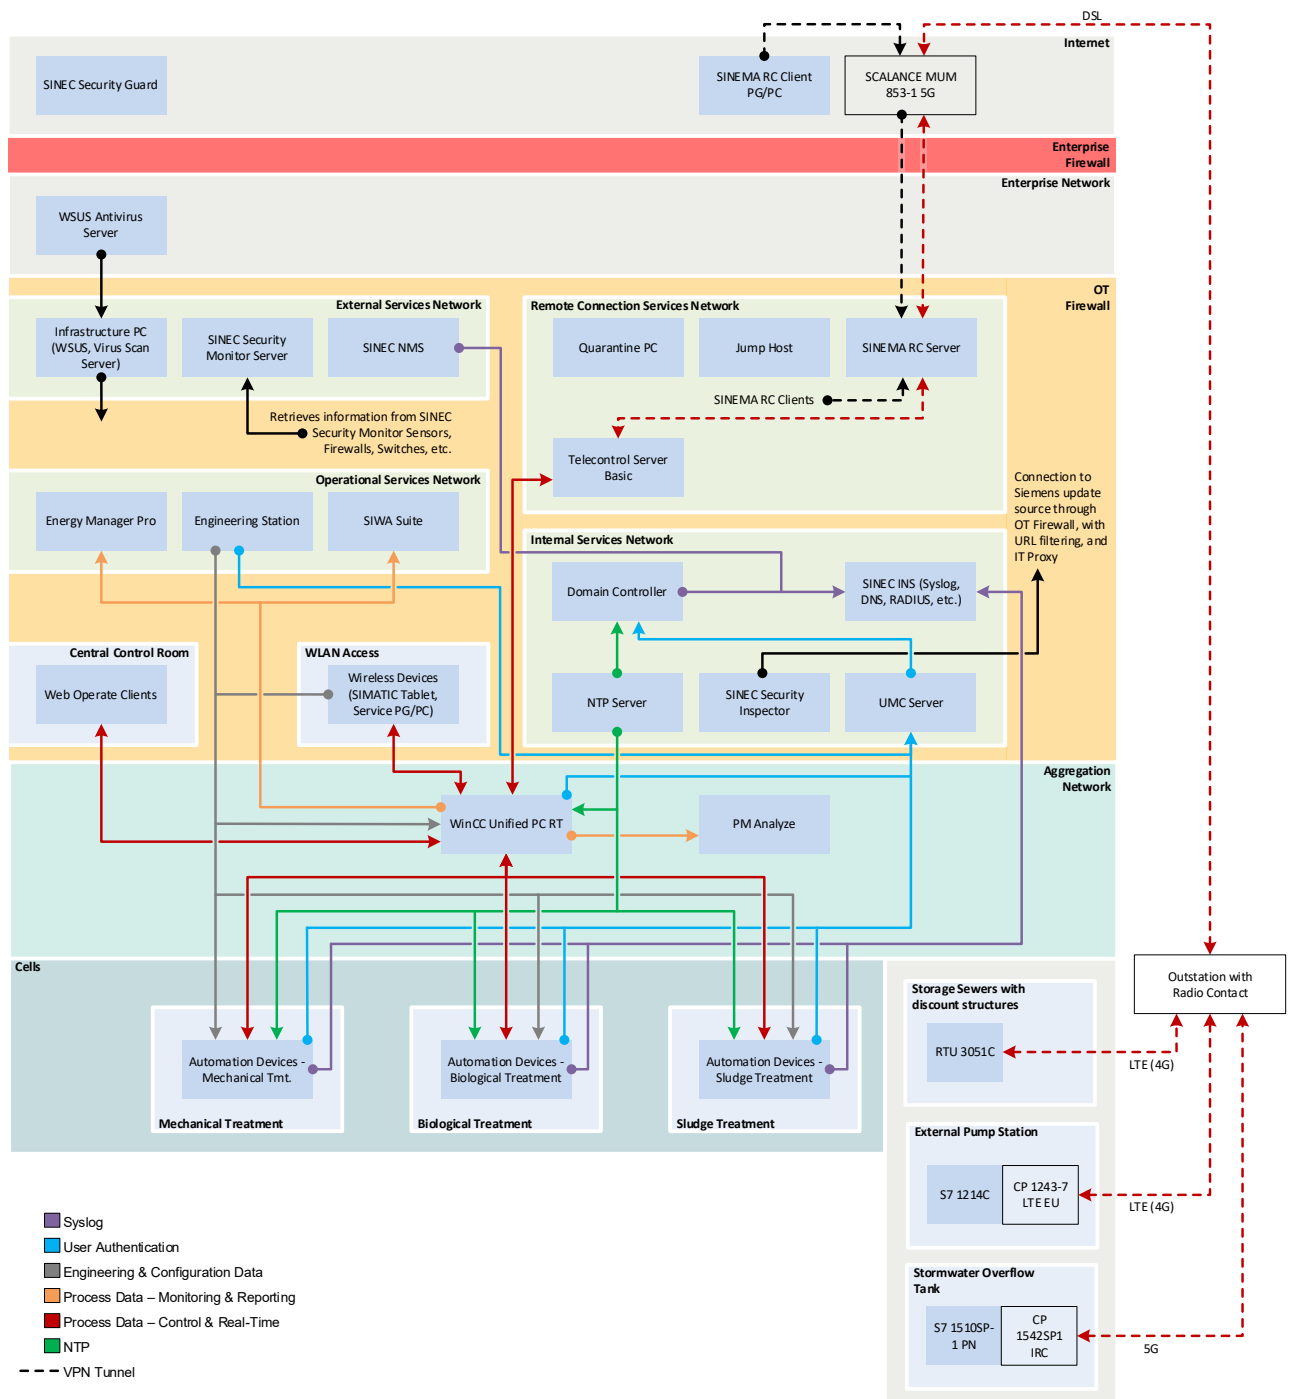 DSL
Internet
SINEC Security Guard
SINEMA RC Client
PG/PC
SCALANCE MUM
853-1 5G
Enterprise
Firewall
Enterprise Network
WSUS Antivirus
Server
OT
Firewall
External Services Network
Infrastructure PC
(WSUS, Virus Scan
Server)
SINEC Security
Monitor Server
SINEC NMS
Retrieves information from SINEC
Security Monitor Sensors,
Firewalls, Switches, etc.
Remote Connection Services Network
Quarantine PC
Jump Host
SINEMA RC Server
SINEMA RC Clients
Telecontrol Server
Basic
Operational Services Network
Energy Manager Pro
Engineering Station
SIWA Suite
Connection to
Siemens update
source through
OT Firewall, with
URL filtering, and
IT Proxy
Internal Services Network
Domain Controller
SINEC INS (Syslog,
DNS, RADIUS, etc.)
NTP Server
SINEC Security
Inspector
UMC Server
Central Control Room
Web Operate Clients
WLAN Access
Wireless Devices
(SIMATIC Tablet,
Service PG/PC)
Aggregation
Network
WinCC Unified PC RT
PM Analyze
Cells
Automation Devices -
Mechanical Tmt.
Mechanical Treatment
Automation Devices -
Biological Treatment
Biological Treatment
Automation Devices -
Sludge Treatment
Sludge Treatment
Outstation with
Radio Contact
Storage Sewers with
discount structures
RTU 3051C
LTE (4G)
External Pump Station
S7 1214C
CP 1243-7
LTE EU
LTE (4G)
Stormwater Overflow
Tank
S7 1510SP-
1 PN
CP
1542SP1
IRC
5G
Syslog
User Authentication
Engineering & Configuration Data
Process Data – Monitoring & Reporting
Process Data – Control & Real-Time
NTP
VPN Tunnel